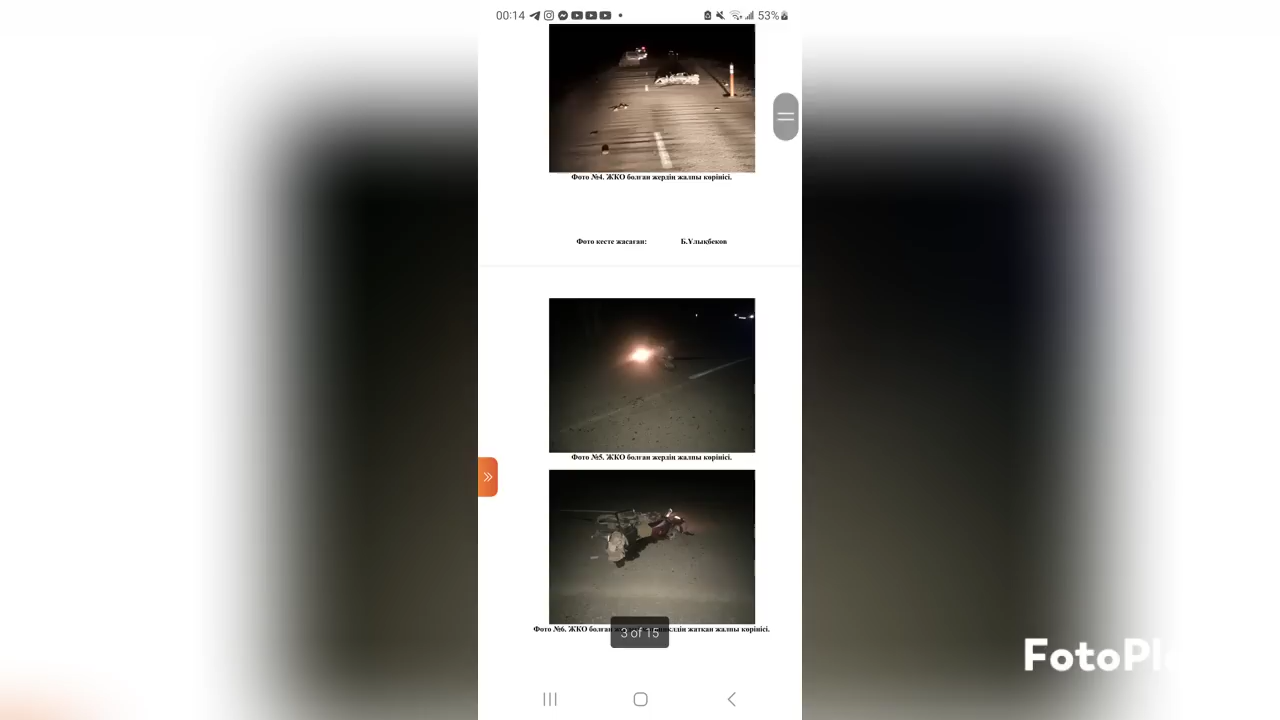 00:14
53%
Фото №4. ЖКО болған жердің жалпы көрінісі.
Фото кесте жасаған: Б.Ұлықбеков
Фото №5. ЖКО болған жердің жалпы көрінісі.
Фото №6. ЖКО болған жатқан жалпы көрінісі.
3 of 15
FotoPl